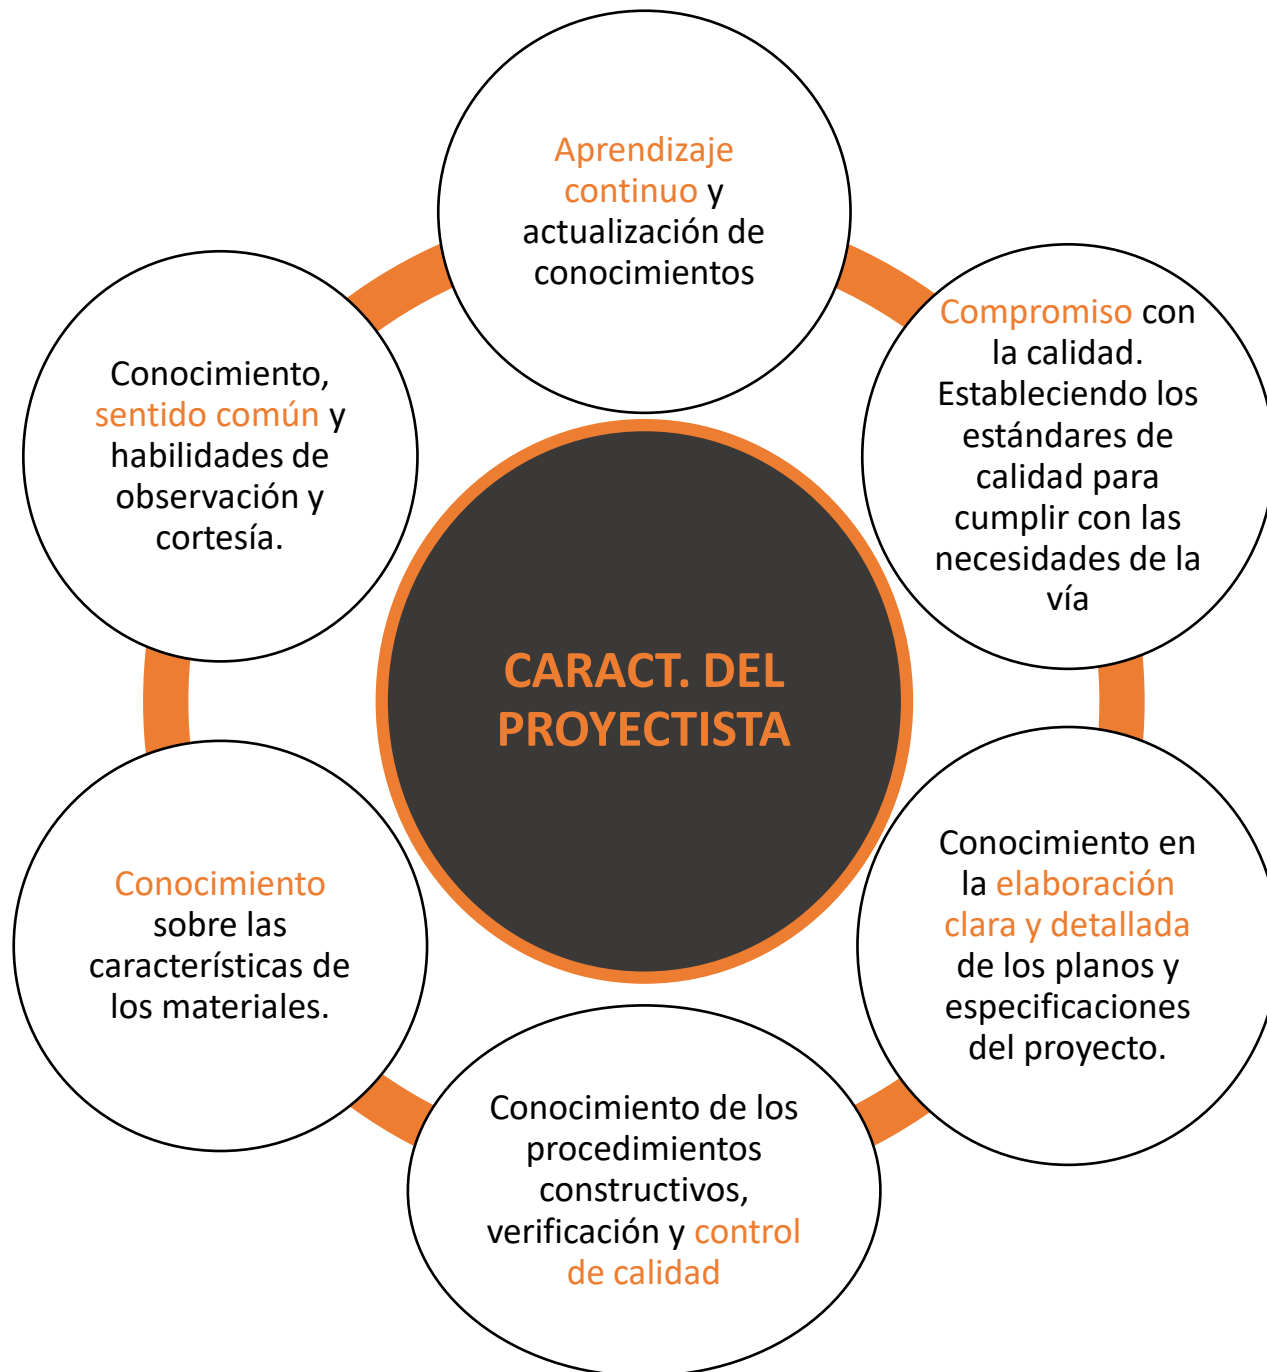 Aprendizaje
continuo y
actualización de
conocimientos
Compromiso con
la calidad.
Estableciendo los
estándares de
calidad para
cumplir con las
necesidades de la
vía
Conocimiento en
la elaboración
clara y detallada
de los planos y
especificaciones
del proyecto.
Conocimiento de los
procedimientos
constructivos,
verificación y control
de calidad
Conocimiento
sobre las
características de
los materiales.
Conocimiento,
sentido común y
habilidades de
observación y
cortesía.
CARACT. DEL
PROYECTISTA